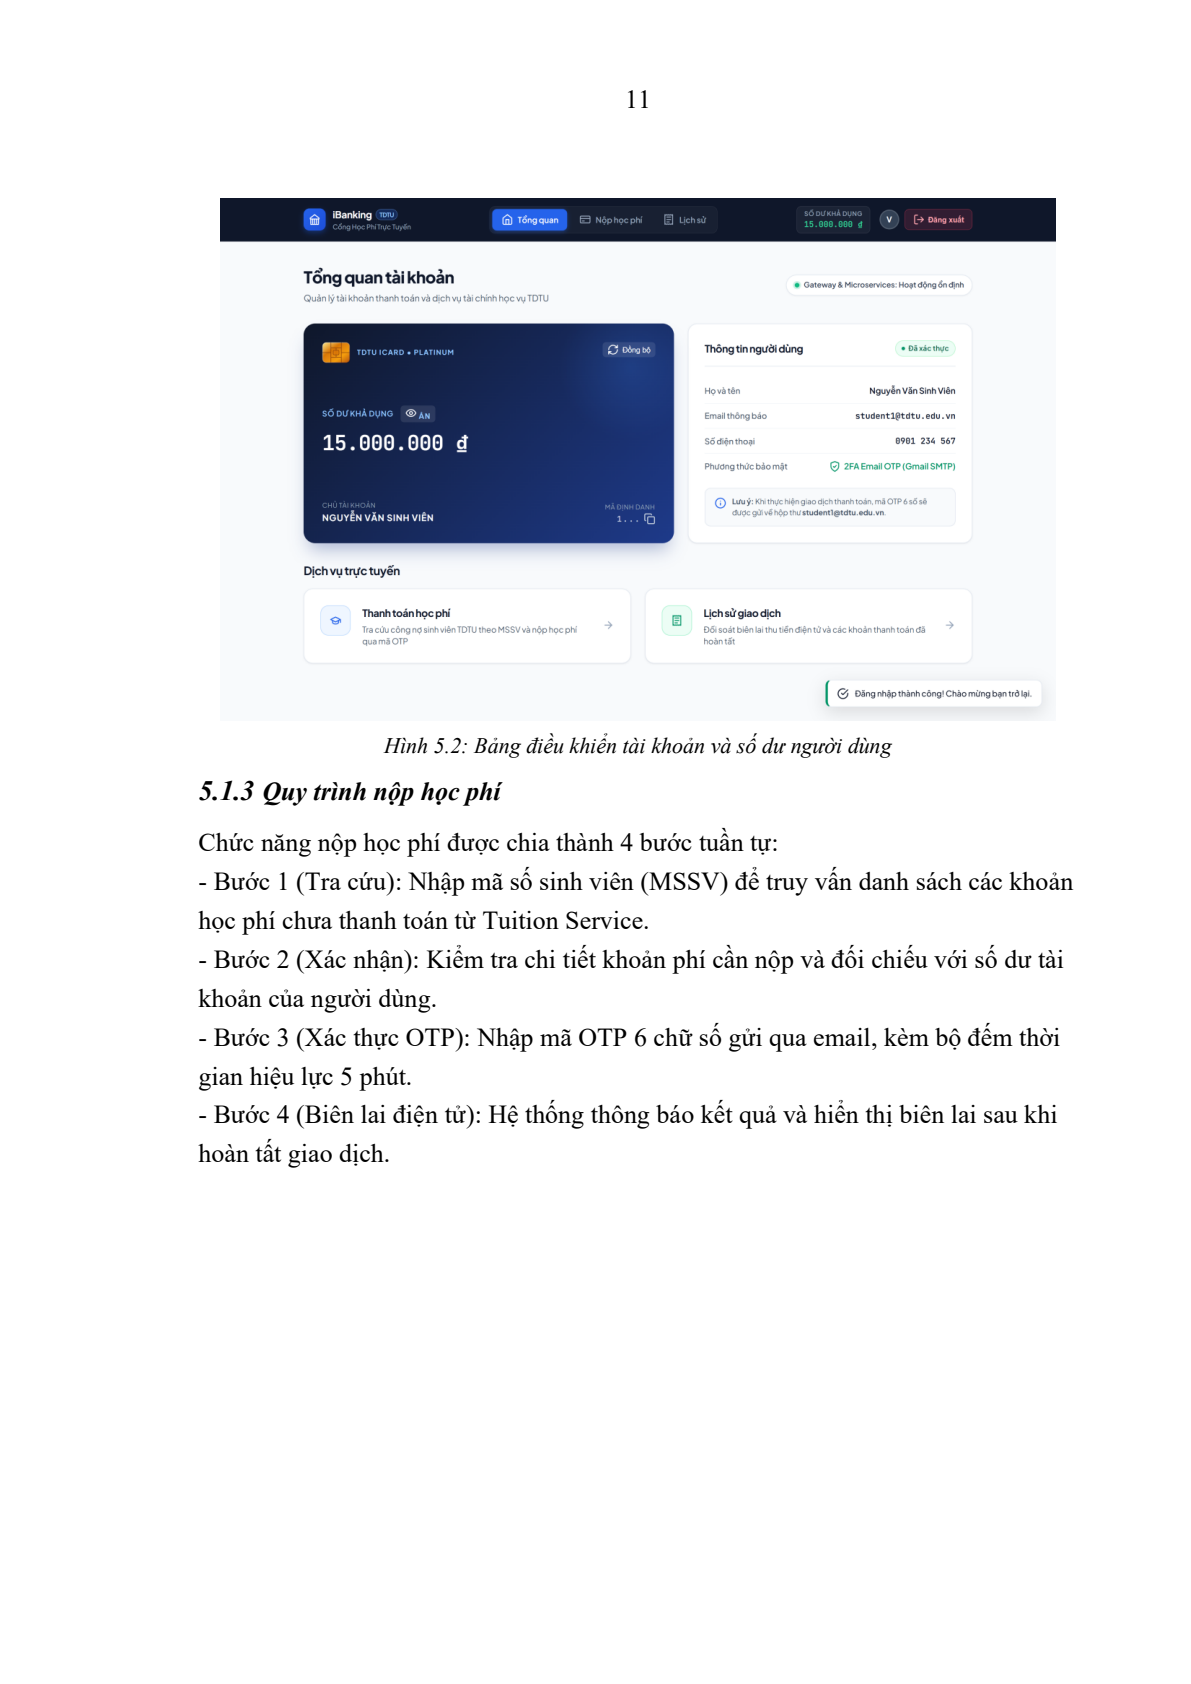 11
iBanking TDTU
Cổng Học Phí Trực Tuyến
Tổng quan
Nộp học phí
Lịch sử
SỐ DƯ KHẢ DỤNG
15.000.000 ₫
V
Đăng xuất
Tổng quan tài khoản
Quản lý tài khoản thanh toán và dịch vụ tài chính học vụ TDTU
Gateway & Microservices: Hoạt động ổn định
TDTU ICARD • PLATINUM
Đồng bộ
SỐ DƯ KHẢ DỤNG
ẨN
15.000.000 ₫
CHỦ TÀI KHOẢN
NGUYỄN VĂN SINH VIÊN
MÃ ĐỊNH DANH
1...
Thông tin người dùng
Đã xác thực
Họ và tên
Nguyễn Văn Sinh Viên
Email thông báo
student1@tdtu.edu.vn
Số điện thoại
0901 234 567
Phương thức bảo mật
2FA Email OTP (Gmail SMTP)
Lưu ý: Khi thực hiện giao dịch thanh toán, mã OTP 6 số sẽ
được gửi về hộp thư student1@tdtu.edu.vn.
Dịch vụ trực tuyến
Thanh toán học phí
Tra cứu công nợ sinh viên TDTU theo MSSV và nộp học phí
qua mã OTP
Lịch sử giao dịch
Đối soát biên lai thu tiền điện tử và các khoản thanh toán đã
hoàn tất
Đăng nhập thành công! Chào mừng bạn trở lại.
Hình 5.2: Bảng điều khiển tài khoản và số dư người dùng
5.1.3 Quy trình nộp học phí
Chức năng nộp học phí được chia thành 4 bước tuần tự:
- Bước 1 (Tra cứu): Nhập mã số sinh viên (MSSV) để truy vấn danh sách các khoản
học phí chưa thanh toán từ Tuition Service.
- Bước 2 (Xác nhận): Kiểm tra chi tiết khoản phí cần nộp và đối chiếu với số dư tài
khoản của người dùng.
- Bước 3 (Xác thực OTP): Nhập mã OTP 6 chữ số gửi qua email, kèm bộ đếm thời
gian hiệu lực 5 phút.
- Bước 4 (Biên lai điện tử): Hệ thống thông báo kết quả và hiển thị biên lai sau khi
hoàn tất giao dịch.